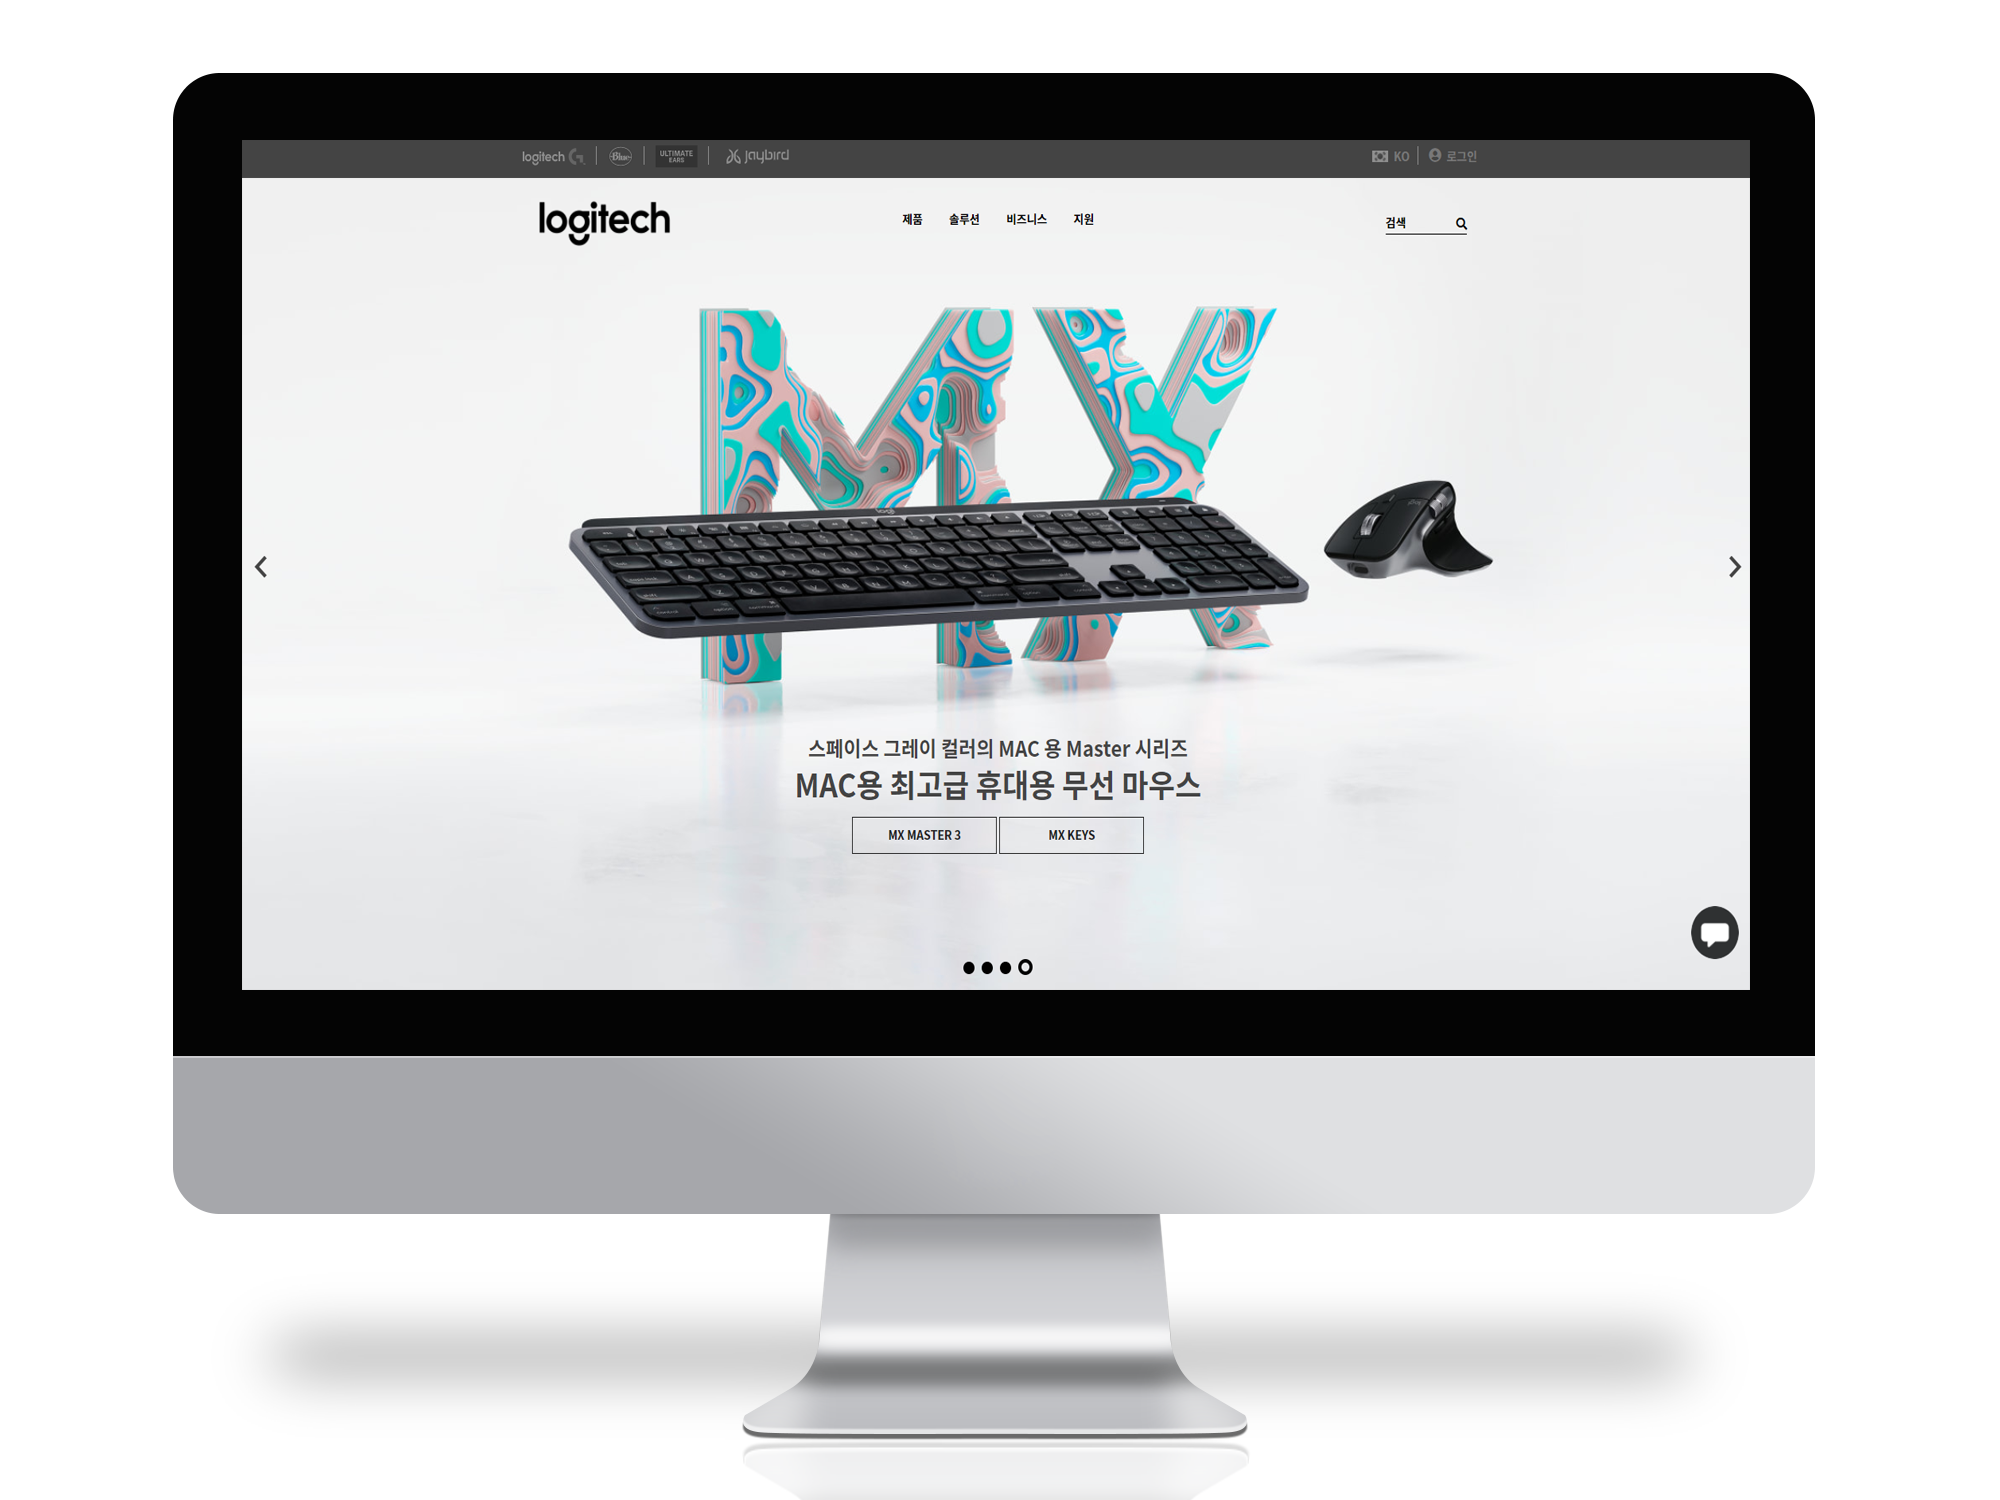 logitech G
Blue
ULTIMATE
EARS
jaybird
KO
로그인
logitech
제품 솔루션 비즈니스 지원
검색
MX
logi
스페이스 그레이 컬러의 MAC 용 Master 시리즈
MAC용 최고급 휴대용 무선 마우스
MX MASTER 3
MX KEYS